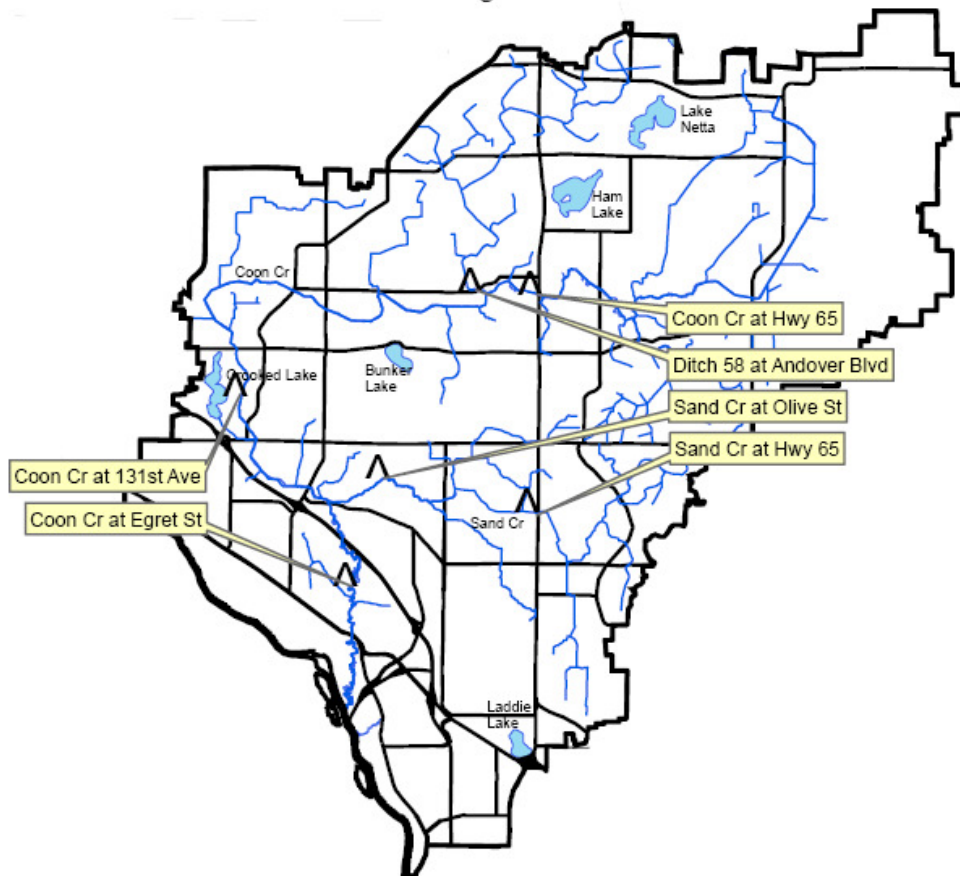 Lake
Netta
Ham
Lake
Coon Cr
Coon Cr at Hwy 65
Ditch 58 at Andover Blvd
Crooked Lake
Bunker
Lake
Sand Cr at Olive St
Sand Cr at Hwy 65
Coon Cr at 131st Ave
Coon Cr at Egret St
Sand Cr
Laddie
Lake